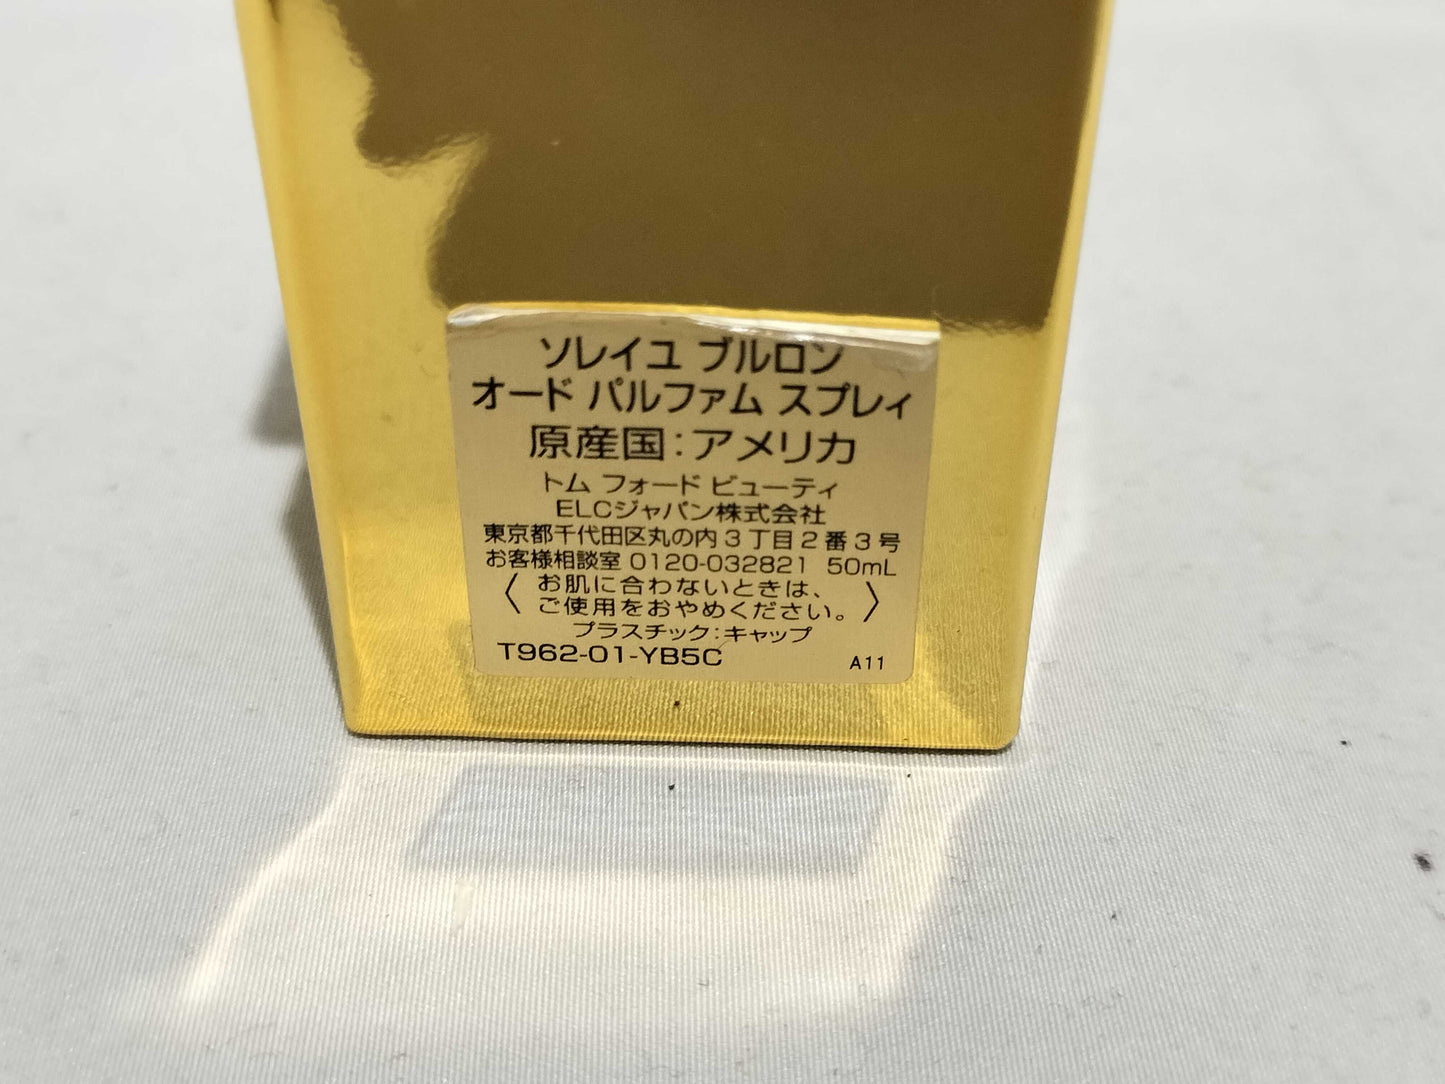 ソレイユ ブルロン
オード パルファム スプレィ
原産国：アメリカ
トム フォード ビューティ
ELCジャパン株式会社
東京都千代田区丸の内3丁目2番3号
お客様相談室 0120-032821 50mL
〈お肌に合わないときは、
ご使用をおやめください。〉
プラスチック：キャップ
T962-01-YB5C A11